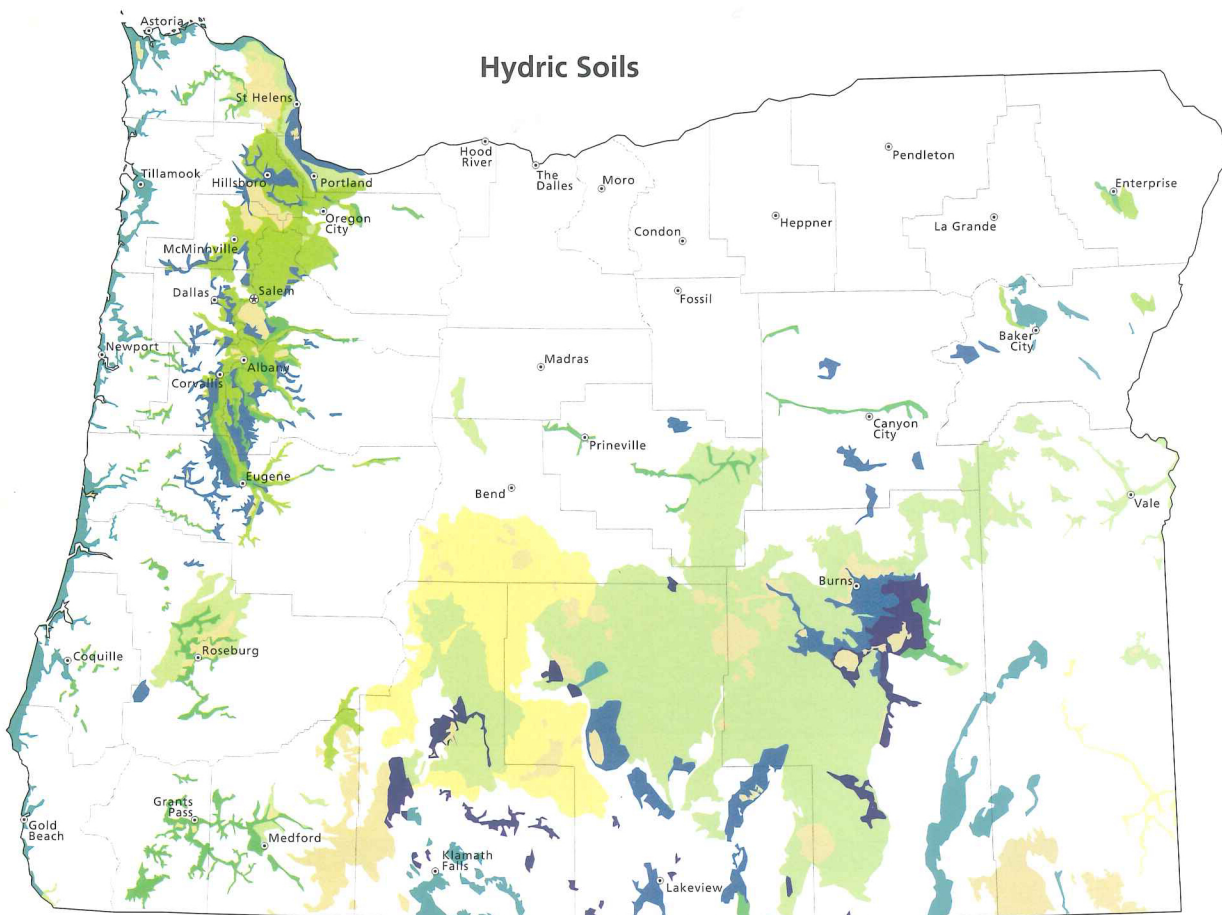 Astoria
Hydric Soils
St Helens
Hood
River
The
Dalles
Pendleton
Tillamook
Hillsboro
Portland
Moro
Enterprise
Oregon
City
Heppner
La Grande
McMinnville
Condon
Dallas
Salem
Fossil
Baker
City
Newport
Madras
Albany
Corvallis
Canyon
City
Prineville
Eugene
Bend
Vale
Burns
Coquille
Roseburg
Grants
Pass
Gold
Beach
Medford
Klamath
Falls
Lakeview